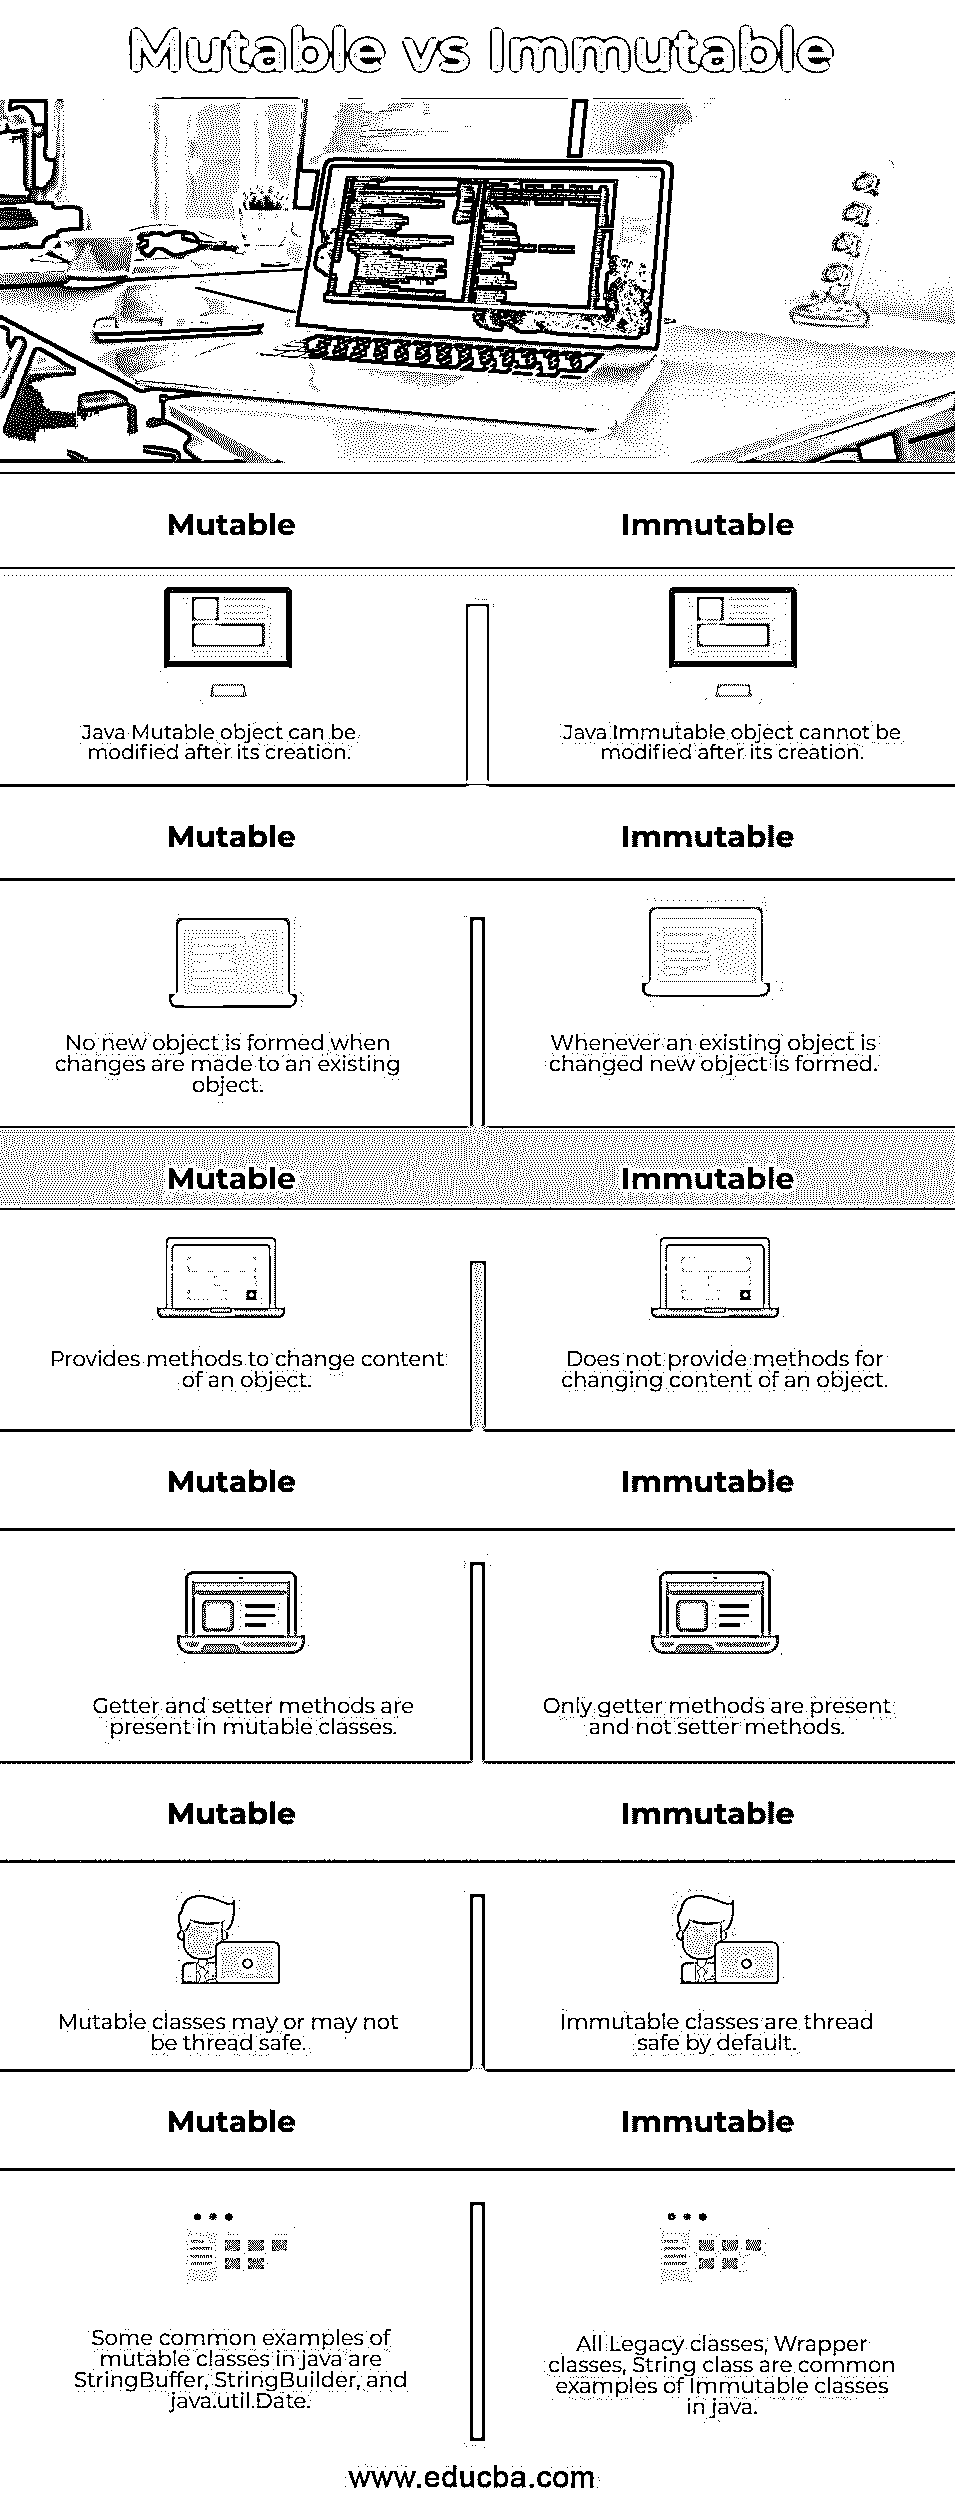 Mutable vs Immutable
Mutable
Immutable
Java Mutable object can be
modified after its creation.
Java Immutable object cannot be
modified after its creation.
Mutable
Immutable
No new object is formed when
changes are made to an existing
object.
Whenever an existing object is
changed new object is formed.
Mutable
Immutable
Provides methods to change content
of an object.
Does not provide methods for
changing content of an object.
Mutable
Immutable
Getter and setter methods are
present in mutable classes.
Only getter methods are present
and not setter methods.
Mutable
Immutable
Mutable classes may or may not
be thread safe.
Immutable classes are thread
safe by default.
Mutable
Immutable
Some common examples of
mutable classes in java are
StringBuffer, StringBuilder, and
java.util.Date.
All Legacy classes, Wrapper
classes, String class are common
examples of Immutable classes
in java.
www.educba.com